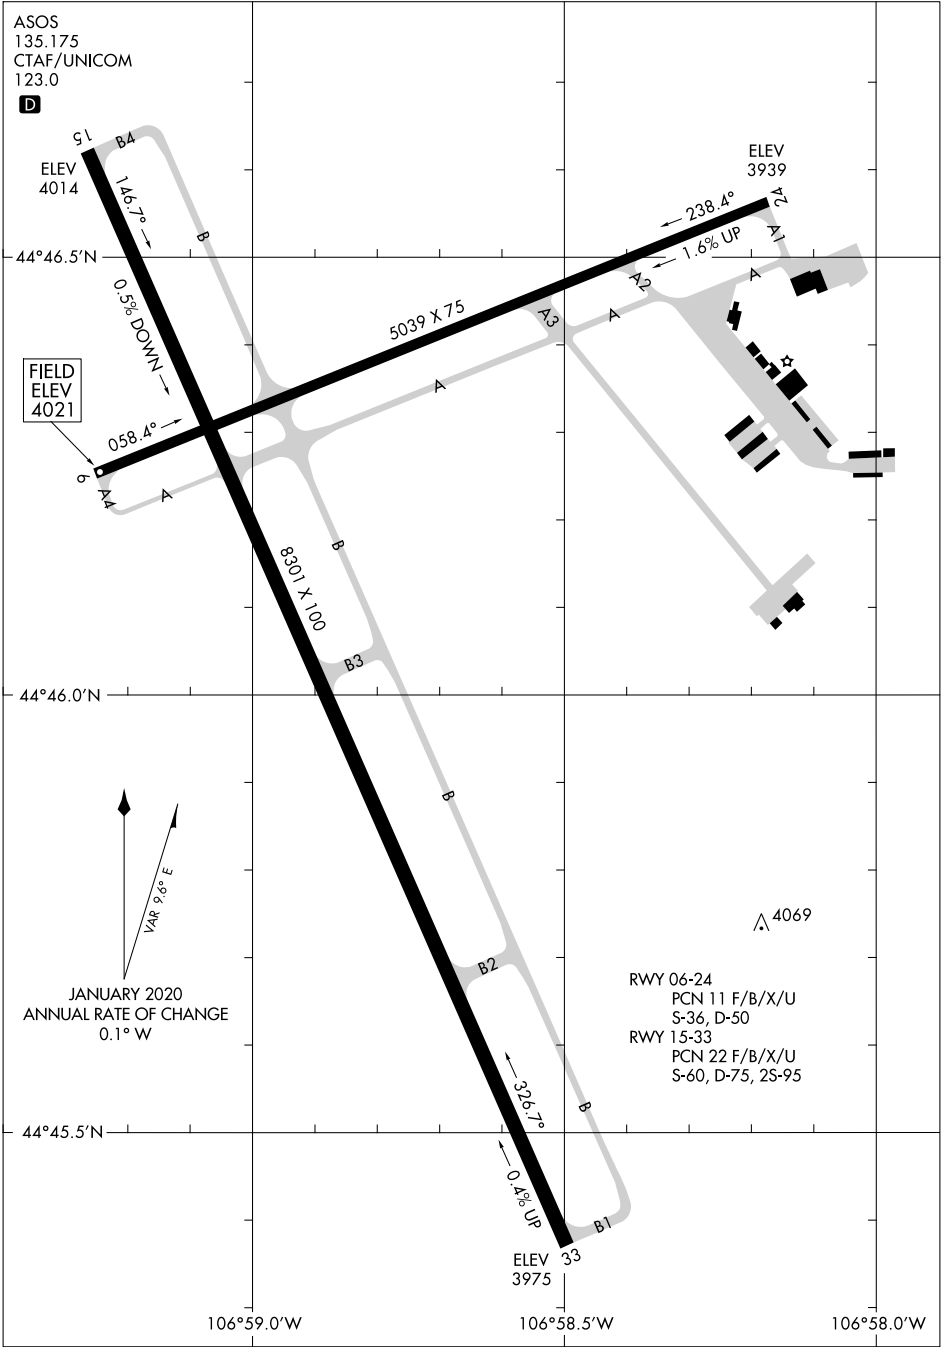 ASOS
135.175
CTAF/UNICOM
123.0
D
15
B4
ELEV
4014
146.7°
B
ELEV
3939
24
238.4°
1.6% UP
A1
44°46.5'N
A2
A
0.5% DOWN
A3
A
5039 X 75
FIELD
ELEV
4021
A
058.4°
6
A4
A
B
8301 X 100
B3
44°46.0'N
B
VAR 9.6° E
4069
JANUARY 2020
ANNUAL RATE OF CHANGE
0.1° W
B2
RWY 06-24
PCN 11 F/B/X/U
S-36, D-50
RWY 15-33
PCN 22 F/B/X/U
S-60, D-75, 2S-95
326.7°
B
44°45.5'N
0.4% UP
B1
ELEV
3975
33
106°59.0'W
106°58.5'W
106°58.0'W